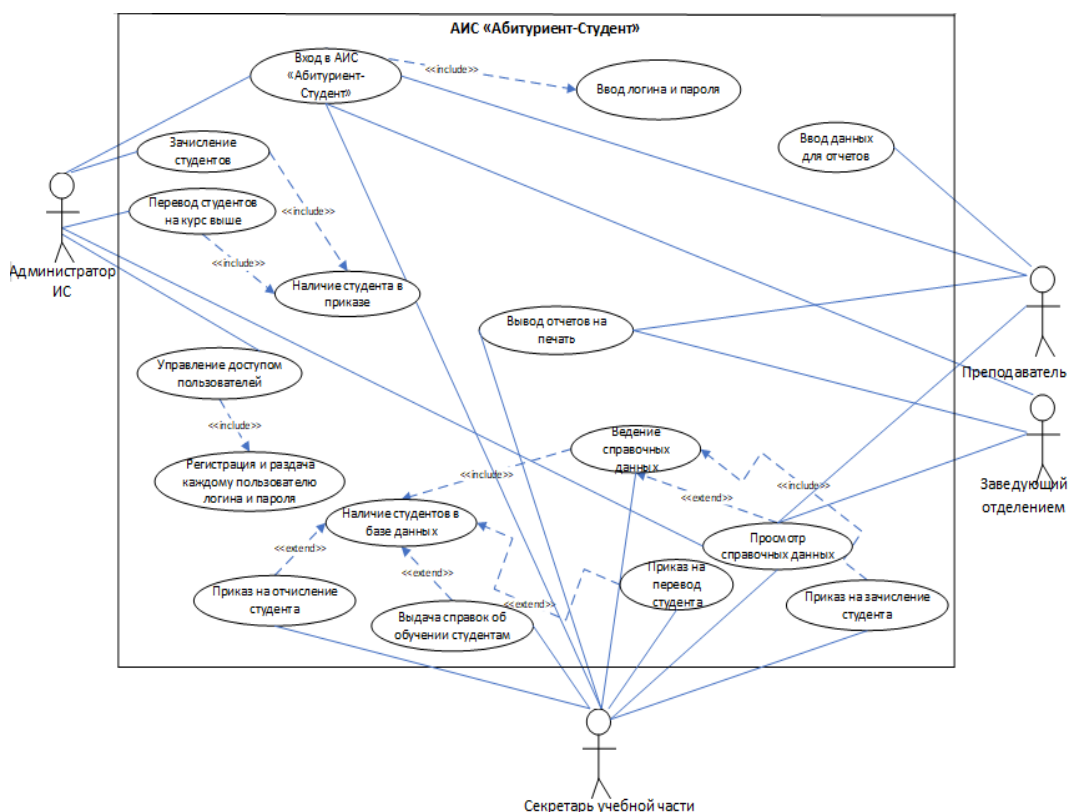 АИС «Абитуриент-Студент»
Вход в АИС
«Абитуриент-
Студент»
<<include>>
Ввод логина и пароля
Ввод данных
для отчетов
Зачисление
студентов
Перевод студентов
на курс выше
<<include>>
<<include>>
Администратор
ИС
Наличие студента в
приказе
Вывод отчетов на
печать
Преподаватель
Управление доступом
пользователей
<<include>>
Ведение
справочных
данных
<<include>>
<<include>>
Регистрация и раздача
каждому пользователю
логина и пароля
<<extend>>
Заведующий
отделением
Наличие студентов в
базе данных
Просмотр
справочных данных
<<extend>>
<<extend>>
Приказ на отчисление
студента
Приказ на
перевод
студента
<<extend>>
Приказ на зачисление
студента
Выдача справок об
обучении студентам
Секретарь учебной части